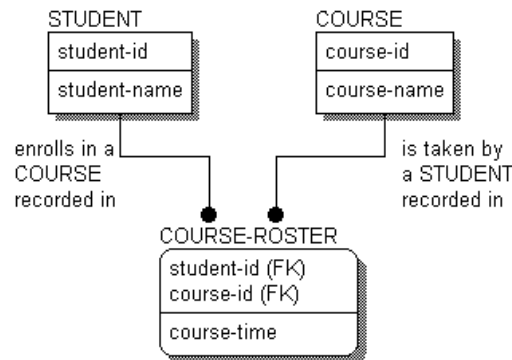 STUDENT
student-id
student-name
COURSE
course-id
course-name
enrolls in a
COURSE
recorded in
is taken by
a STUDENT
recorded in
COURSE-ROSTER
student-id (FK)
course-id (FK)
course-time